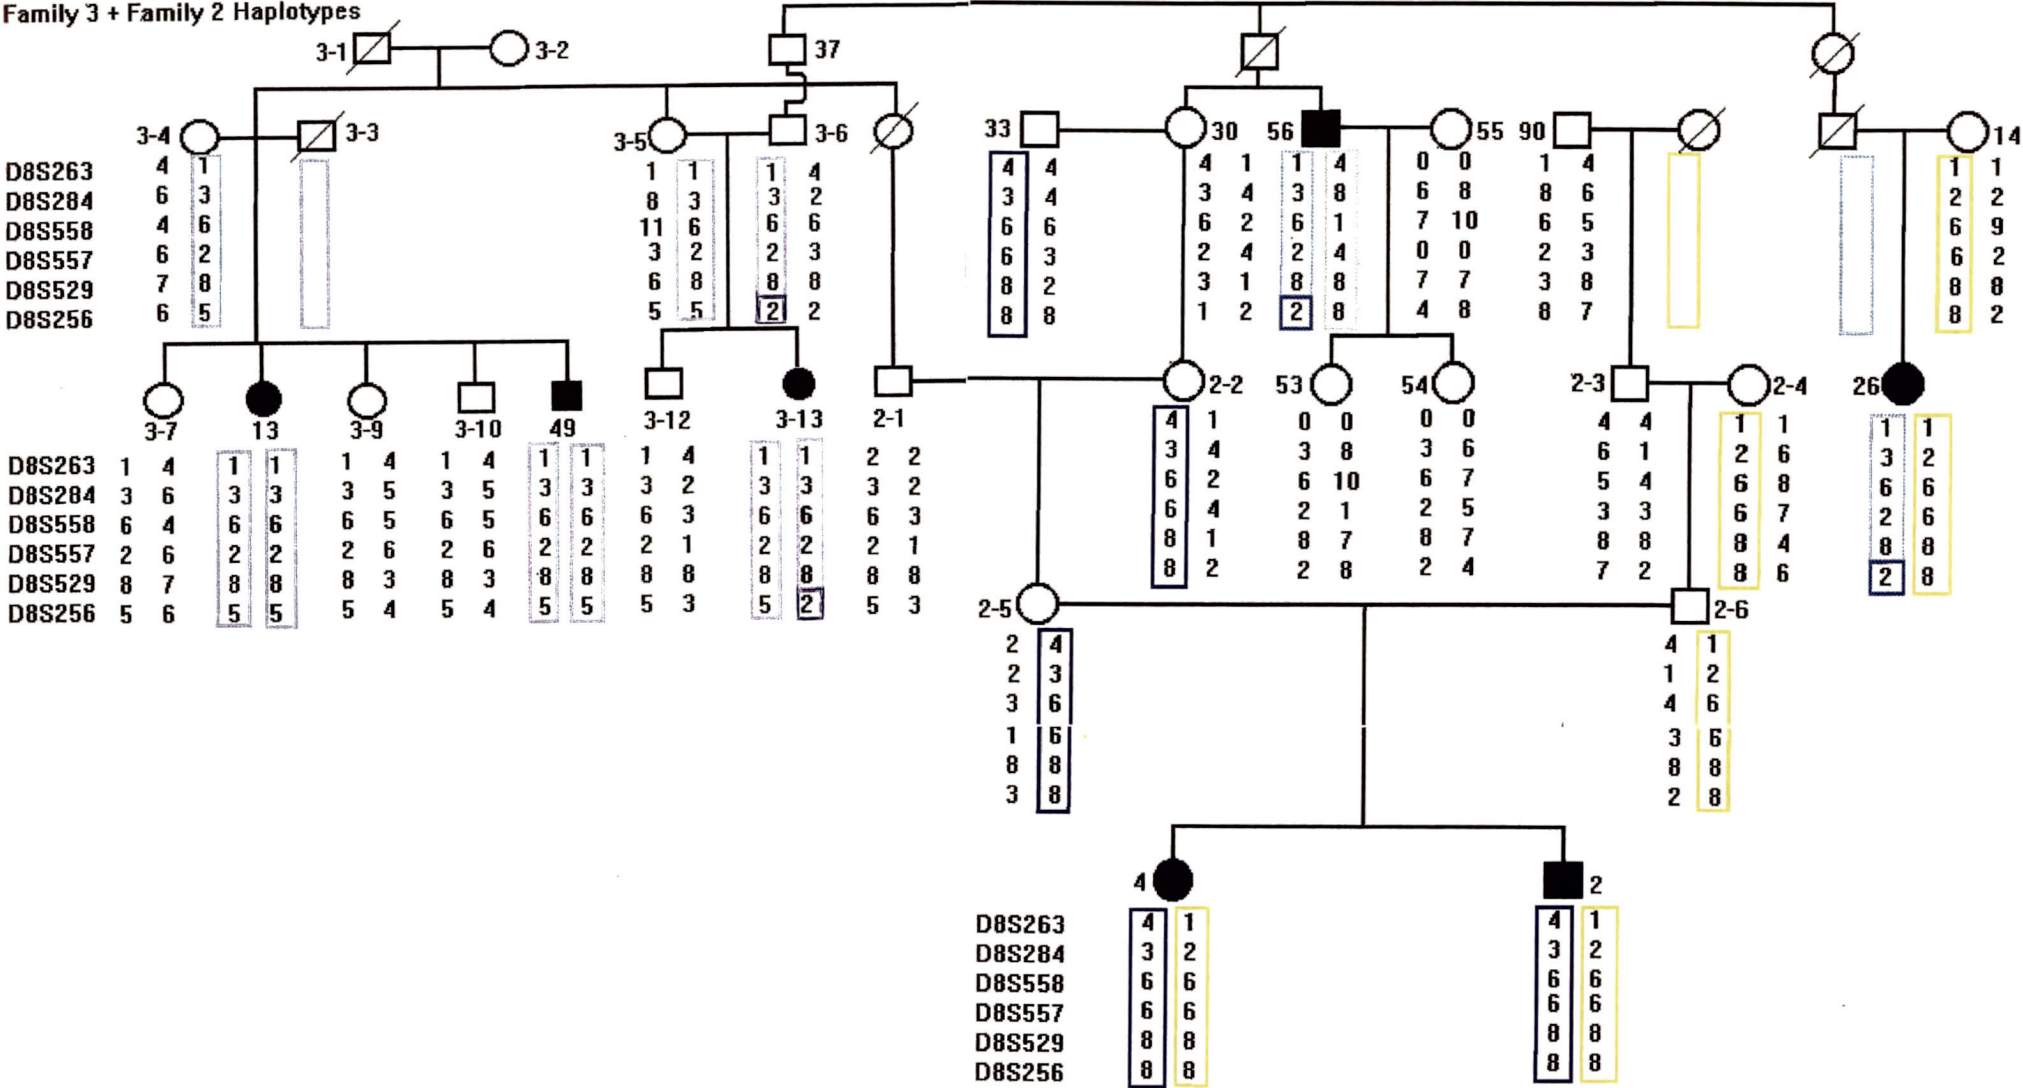 Family 3 + Family 2 Haplotypes
3-1 3-2 37
3-4 3-3 3-5 3-6 33 30 56 55 90 14
D8S263 4 1 1 1 1 4 4 4 4 1 1 4 0 0 1 4 1 1
D8S284 6 3 8 3 3 2 3 4 3 4 3 8 6 8 8 6 2 2
D8S558 4 6 11 6 6 6 6 6 6 2 6 1 7 10 6 5 6 9
D8S557 6 2 3 2 2 3 6 3 2 4 2 4 0 0 2 3 6 2
D8S529 7 8 6 8 8 8 8 2 3 1 8 8 7 7 3 8 8 8
D8S256 6 5 5 5 2 2 8 8 1 2 2 8 4 8 8 7 8 2
3-7 13 3-9 3-10 49 3-12 3-13 2-1 2-2 53 54 2-3 2-4 26
4 1 0 0 0 0 4 4 1 1 1 1
3 4 3 8 3 6 6 1 2 6 3 2
6 2 6 10 6 7 5 4 6 8 6 6
6 4 2 1 2 5 3 3 6 7 2 6
8 1 8 7 8 7 8 8 8 4 8 8
8 2 2 8 2 4 7 2 8 6 2 8
D8S263 1 4 1 1 1 4 1 4 1 1 1 4 1 1 2 2
D8S284 3 6 3 3 3 5 3 5 3 3 3 2 3 3 3 2
D8S558 6 4 6 6 6 5 6 5 6 6 6 3 6 6 6 3
D8S557 2 6 2 2 2 6 2 6 2 2 2 1 2 2 2 1
D8S529 8 7 8 8 8 3 8 3 8 8 8 8 8 8 8 8
D8S256 5 6 5 5 5 4 5 4 5 5 5 3 5 2 5 3
2-5 2-6
2 4 4 1
2 3 1 2
3 6 4 6
1 6 3 6
8 8 8 8
3 8 2 8
4 2
D8S263 4 1 4 1
D8S284 3 2 3 2
D8S558 6 6 6 6
D8S557 6 6 6 6
D8S529 8 8 8 8
D8S256 8 8 8 8